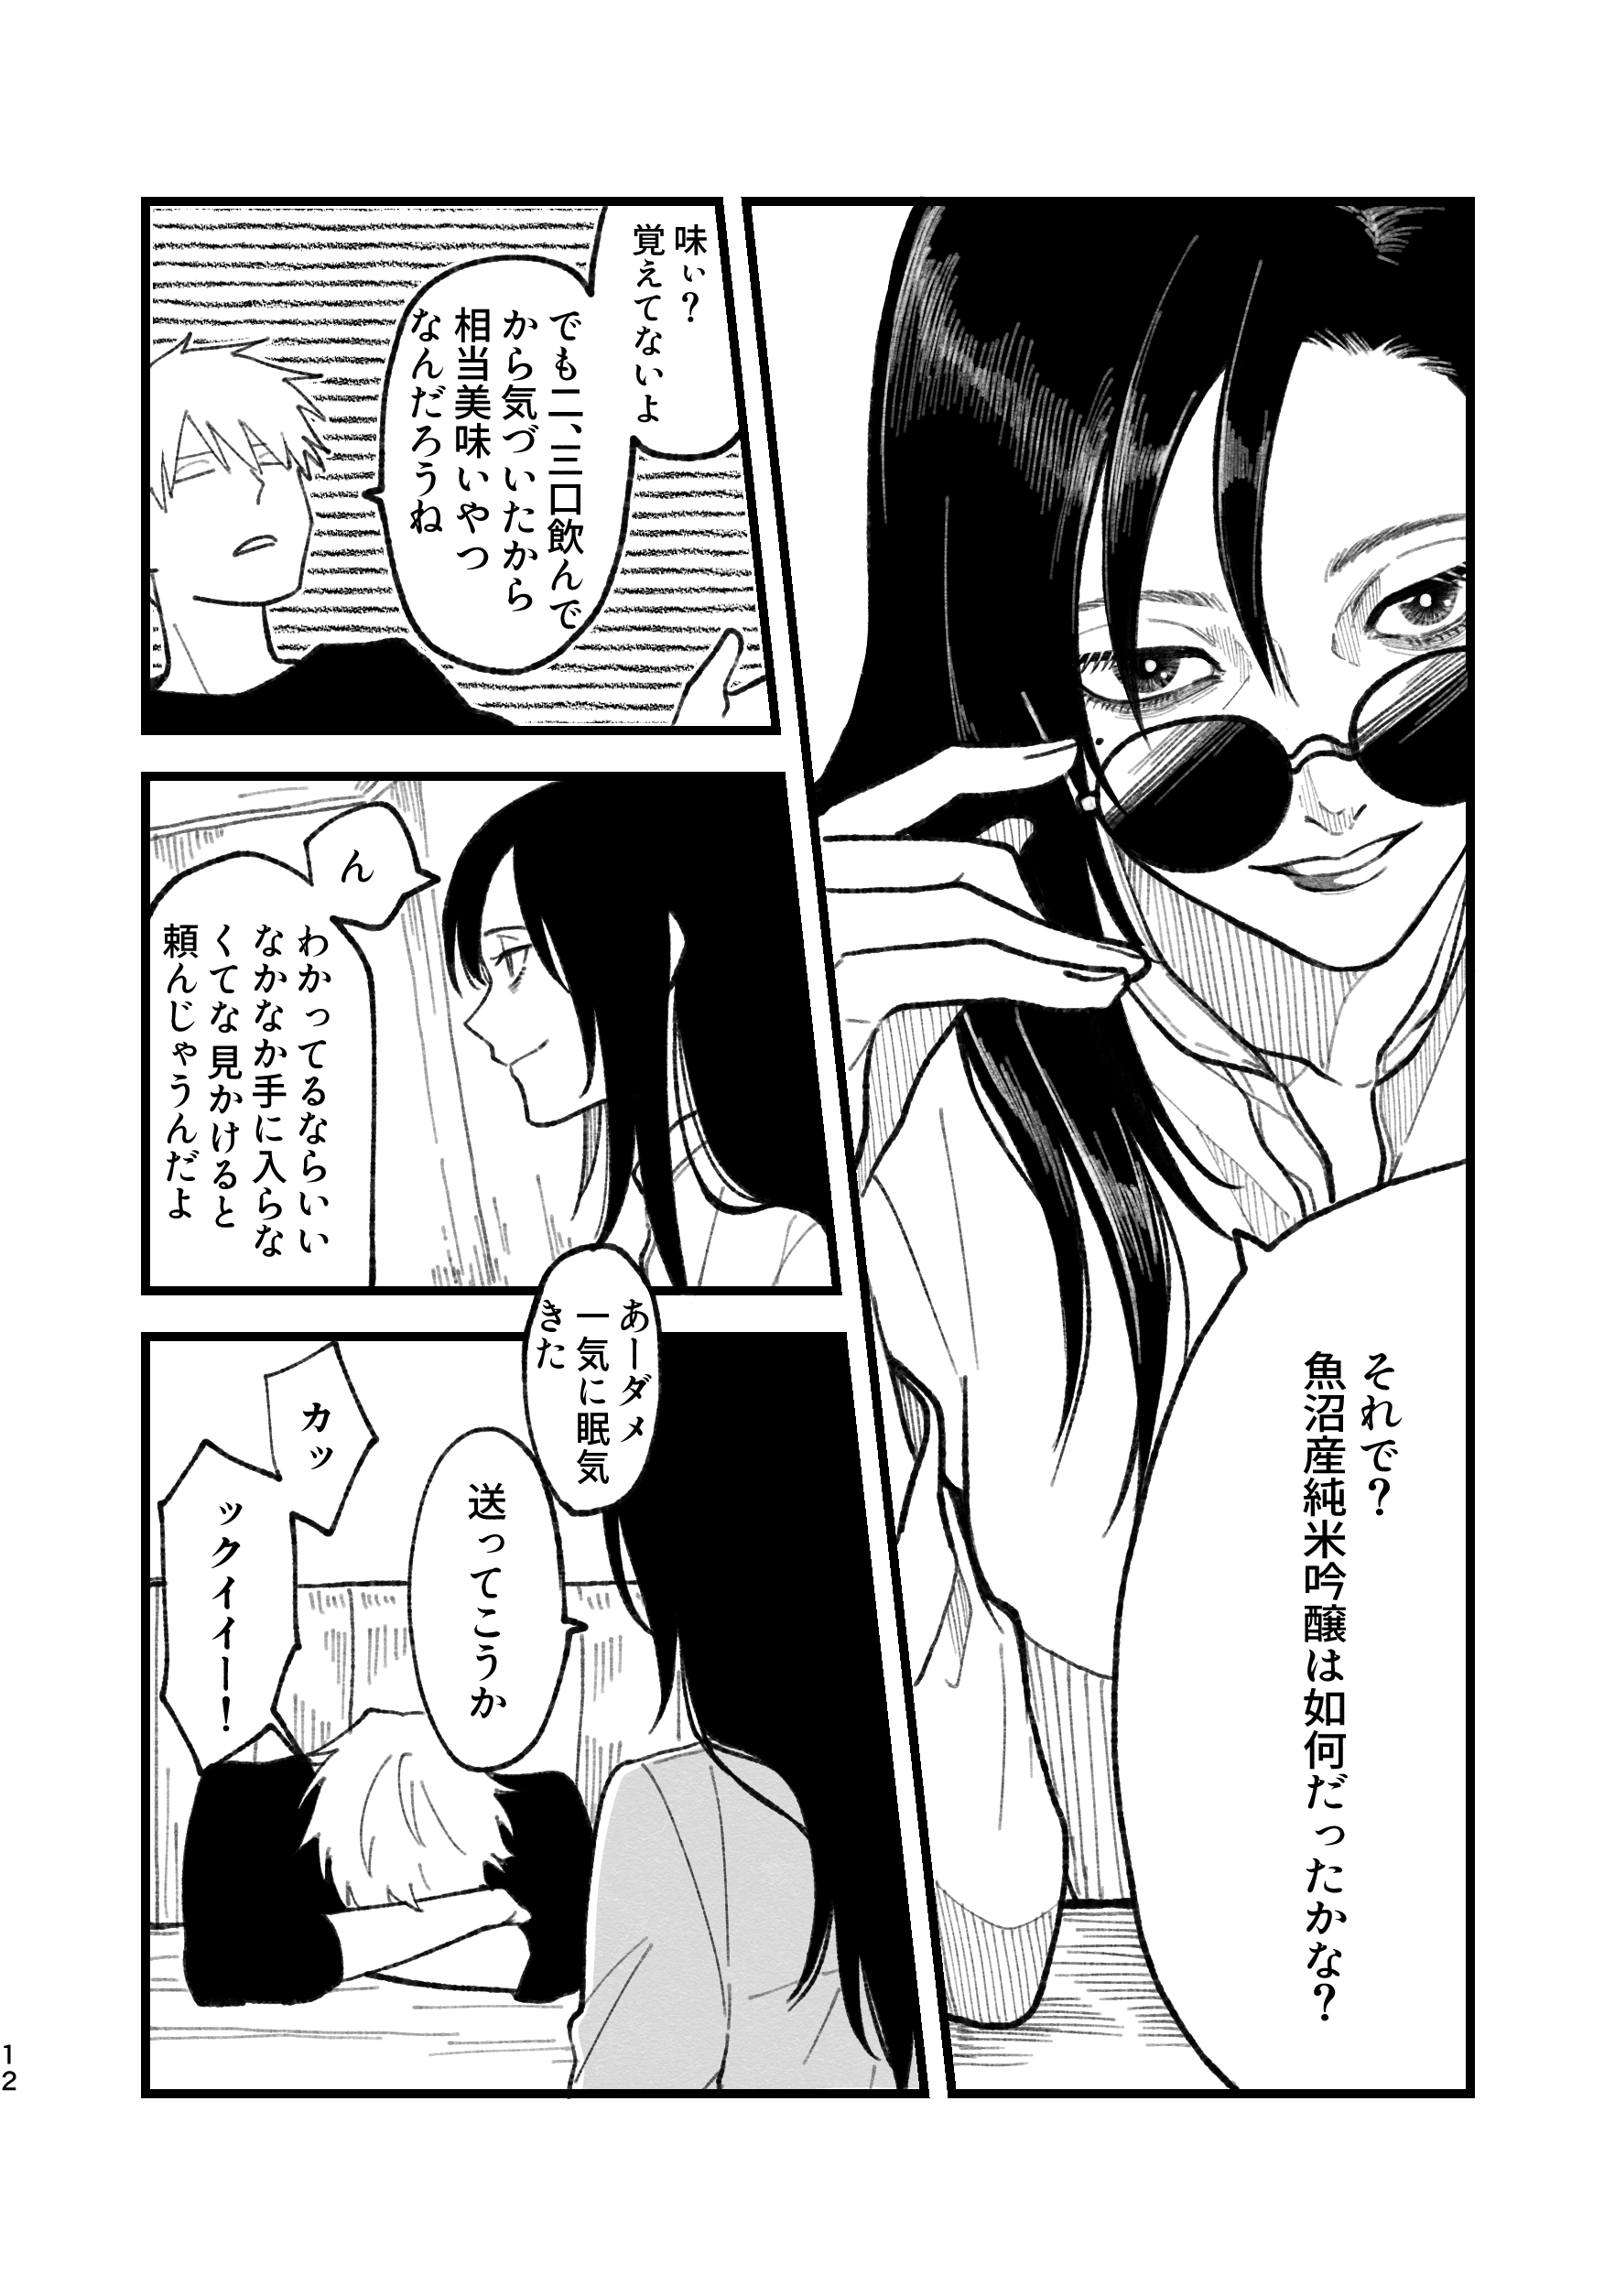 それで?
魚沼産純米吟醸は如何だったかな?
味ぃ?
覚えてないよ
でも二、三口飲んで
から気づいたから
相当美味いやつ
なんだろうね
ん
わかってるならいい
なかなか手に入らな
くてな見かけると
頼んじゃうんだよ
あーダメ
一気に眠気
きた
送ってこうか
カッ
ックィィー!
12